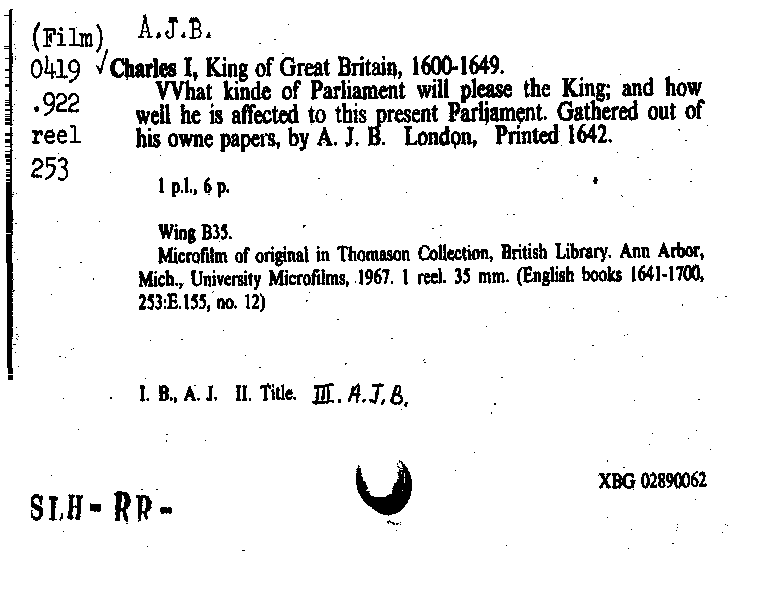 (Film) A.J.B.
0419 √ Charles I, King of Great Britain, 1600-1649.
.922 VVhat kinde of Parliament will please the King; and how
reel well he is affected to this present Parliament. Gathered out of
253 his owne papers, by A. J. B. London, Printed 1642.
1 p.l., 6 p.
Wing B35.
Microfilm of original in Thomason Collection, British Library. Ann Arbor,
Mich., University Microfilms, 1967. 1 reel. 35 mm. (English books 1641-1700,
253:E.155, no. 12)
I. B., A. J. II. Title. III. A.J.B.
XBG 02890062
SLH- RR-